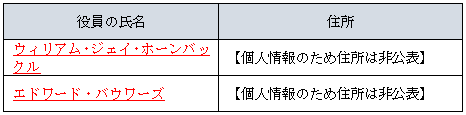 役員の氏名 住所
ウィリアム・ジェイ・ホーンバッ
クル 【個人情報のため住所は非公表】
エドワード・バウワーズ 【個人情報のため住所は非公表】